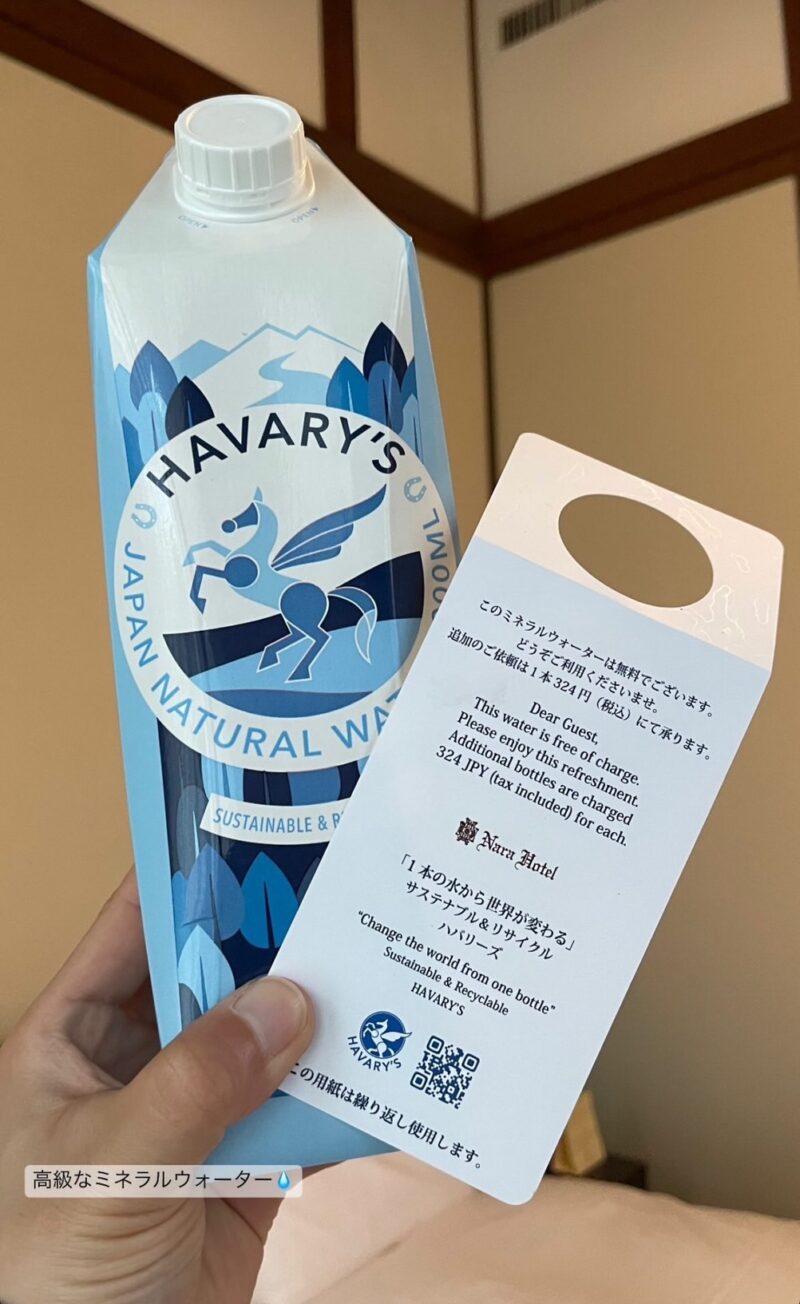 OPEN
HAVARY'S
JAPAN NATURAL
SUSTAINABLE &
このミネラルウォーターは無料でございます。
どうぞご利用くださいませ。
追加のご依頼は1本324円（税込）にて承ります。
Dear Guest,
This water is free of charge.
Please enjoy this refreshment.
Additional bottles are charged
324 JPY (tax included) for each.
Nara Hotel
「1本の水から世界が変わる」
サステナブル＆リサイクル
ハバリーズ
"Change the world from one bottle"
Sustainable & Recyclable
HAVARY'S
HAVARY'S
この用紙は繰り返し使用します。
高級なミネラルウォーター💧